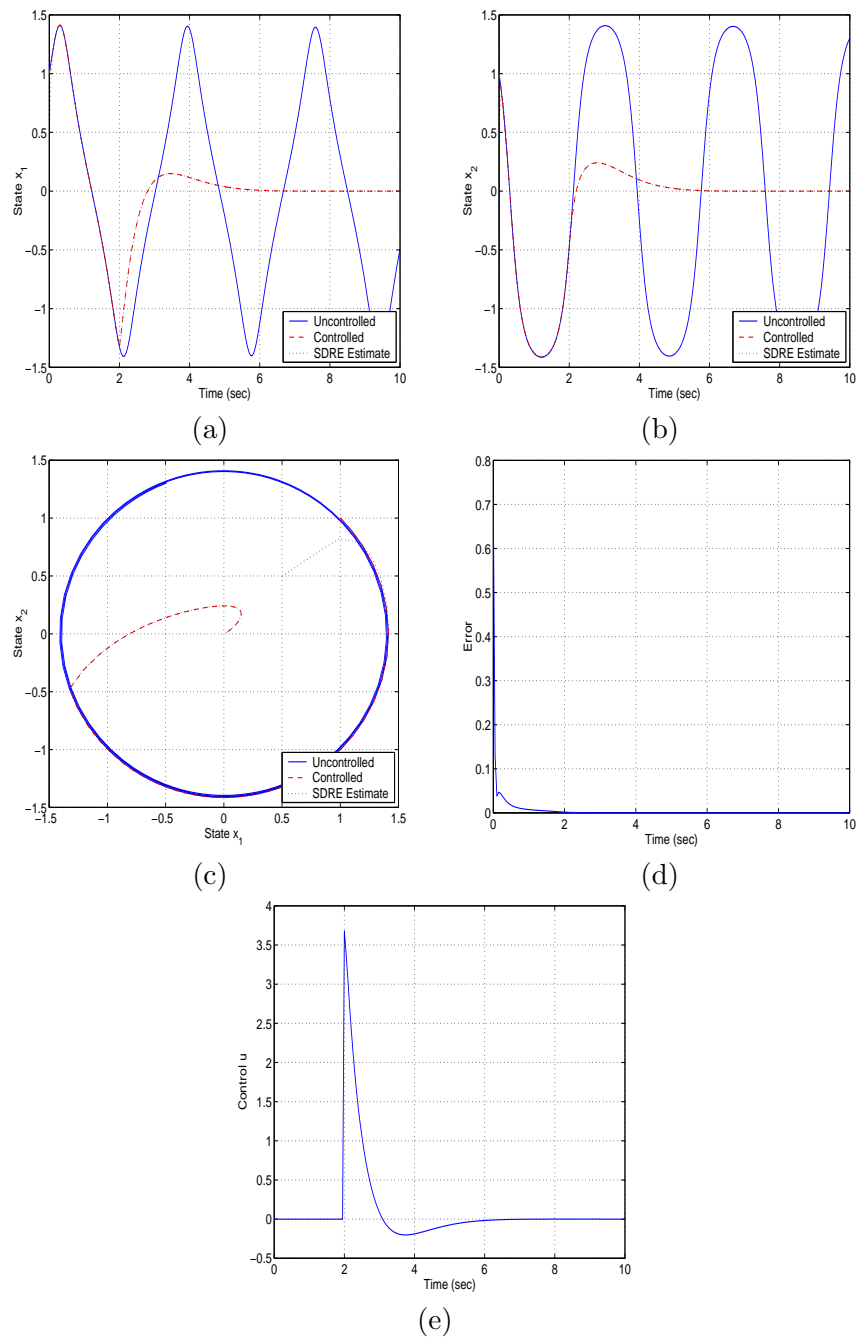 1.5
1
0.5
0
−0.5
−1
−1.5
State x₁
0 2 4 6 8 10
Time (sec)
Uncontrolled
Controlled
SDRE Estimate
(a)
1.5
1
0.5
0
−0.5
−1
−1.5
State x₂
0 2 4 6 8 10
Time (sec)
Uncontrolled
Controlled
SDRE Estimate
(b)
1.5
1
0.5
0
−0.5
−1
−1.5
State x₂
−1.5 −1 −0.5 0 0.5 1 1.5
State x₁
Uncontrolled
Controlled
SDRE Estimate
(c)
0.8
0.7
0.6
0.5
0.4
0.3
0.2
0.1
0
Error
0 2 4 6 8 10
Time (sec)
(d)
4
3.5
3
2.5
2
1.5
1
0.5
0
−0.5
Control u
0 2 4 6 8 10
Time (sec)
(e)